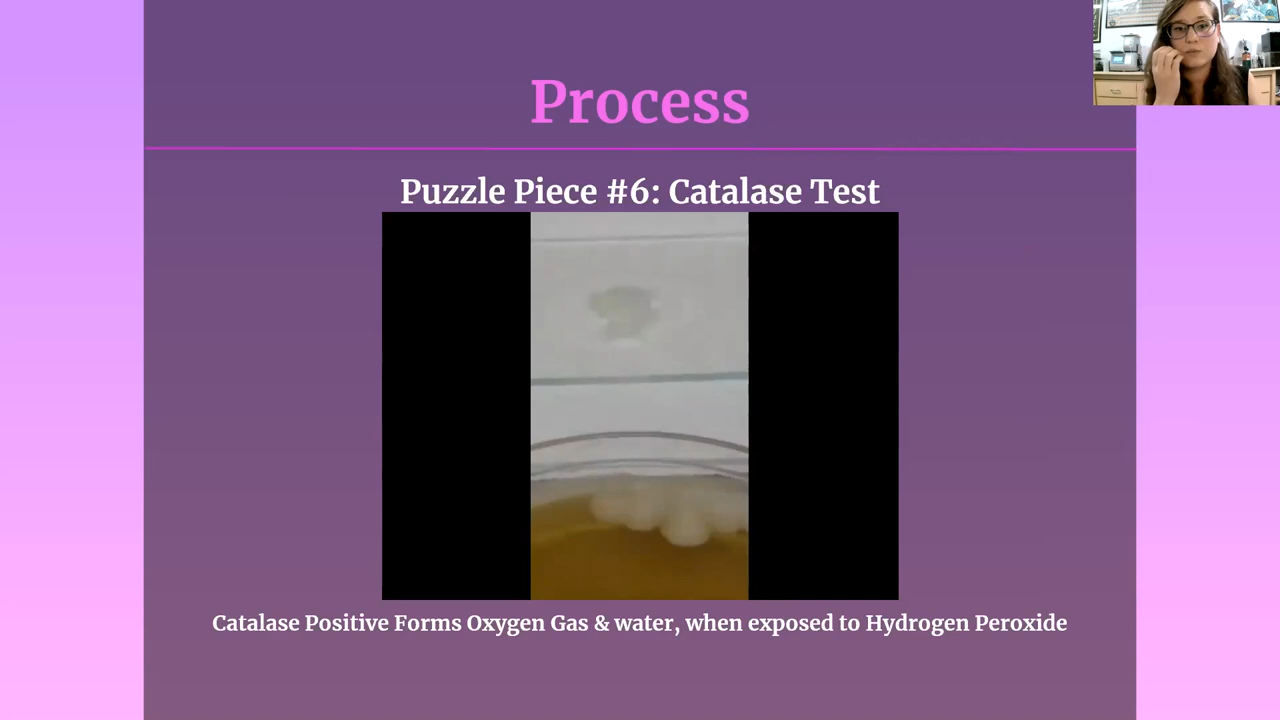 Process
Puzzle Piece #6: Catalase Test
Catalase Positive Forms Oxygen Gas & water, when exposed to Hydrogen Peroxide